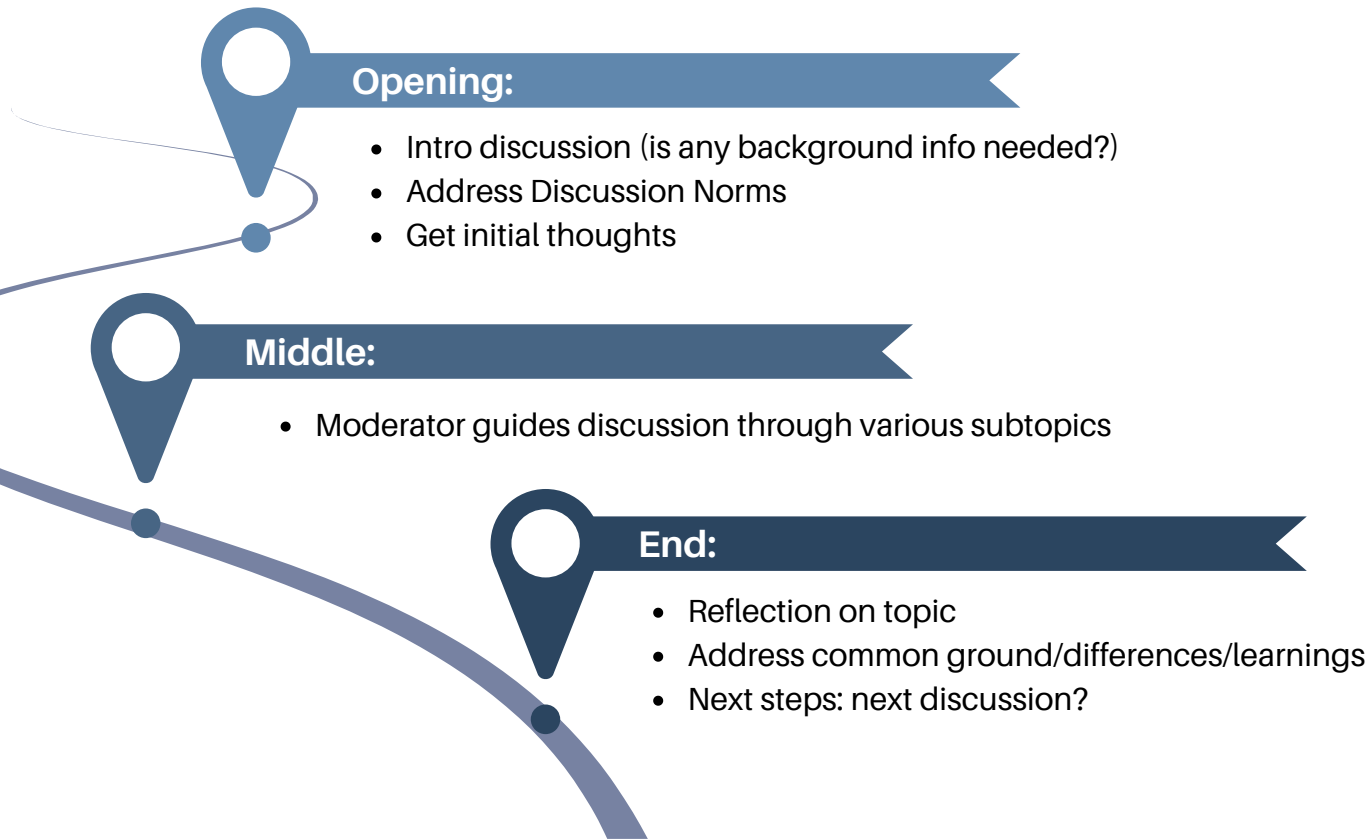 Opening:
• Intro discussion (is any background info needed?)
• Address Discussion Norms
• Get initial thoughts
Middle:
• Moderator guides discussion through various subtopics
End:
• Reflection on topic
• Address common ground/differences/learnings
• Next steps: next discussion?